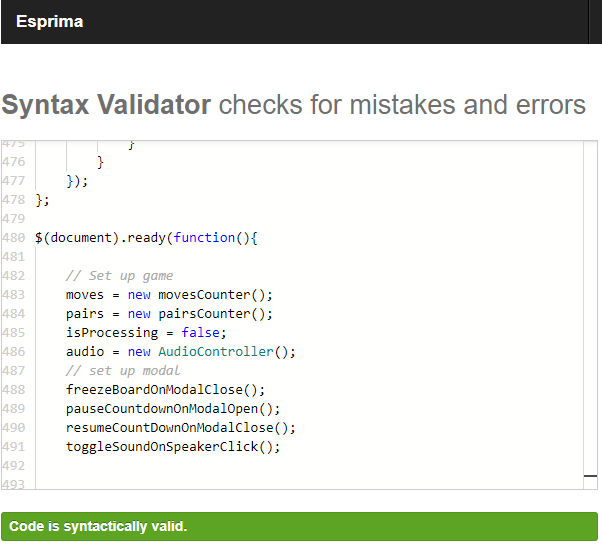 Esprima
Syntax Validator checks for mistakes and errors
475 }
476 }
477 });
478 };
479
480 $(document).ready(function(){
481
482 // Set up game
483 moves = new movesCounter();
484 pairs = new pairsCounter();
485 isProcessing = false;
486 audio = new AudioController();
487 // set up modal
488 freezeBoardOnModalClose();
489 pauseCountdownOnModalOpen();
490 resumeCountDownOnModalClose();
491 toggleSoundOnSpeakerClick();
492
493
Code is syntactically valid.